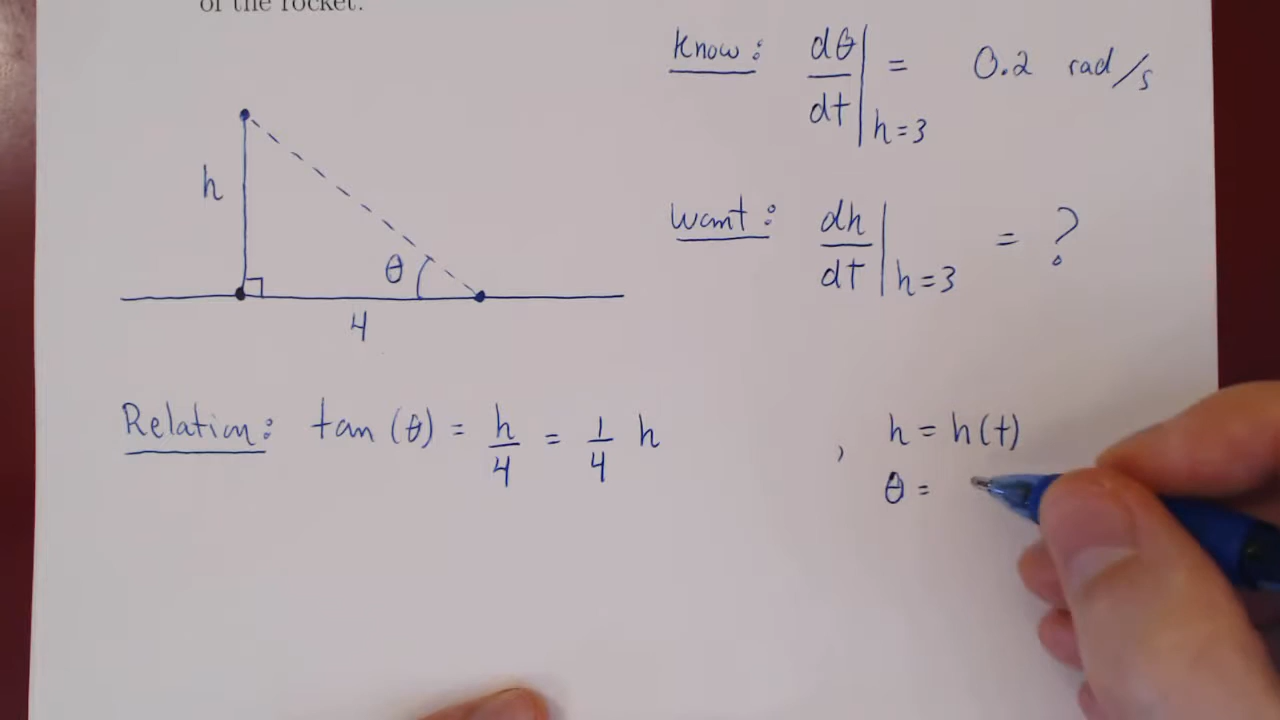 of the rocket.
Know: dθ/dt|h=3 = 0.2 rad/s
h
θ
4
Want: dh/dt|h=3 = ?
Relation: tan(θ) = h/4 = 1/4 h , h = h(t)
θ =